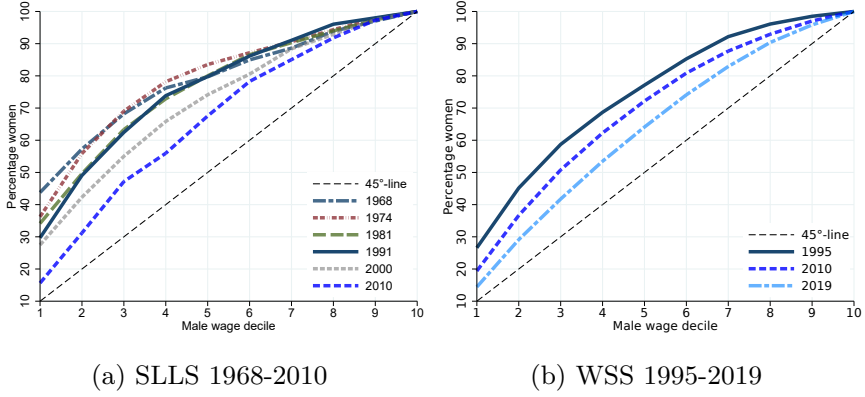 Percentage women
100
90
80
70
60
50
40
30
20
10
45°-line
1968
1974
1981
1991
2000
2010
1 2 3 4 5 6 7 8 9 10
Male wage decile
(a) SLLS 1968-2010
Percentage women
100
90
80
70
60
50
40
30
20
10
45°-line
1995
2010
2019
1 2 3 4 5 6 7 8 9 10
Male wage decile
(b) WSS 1995-2019